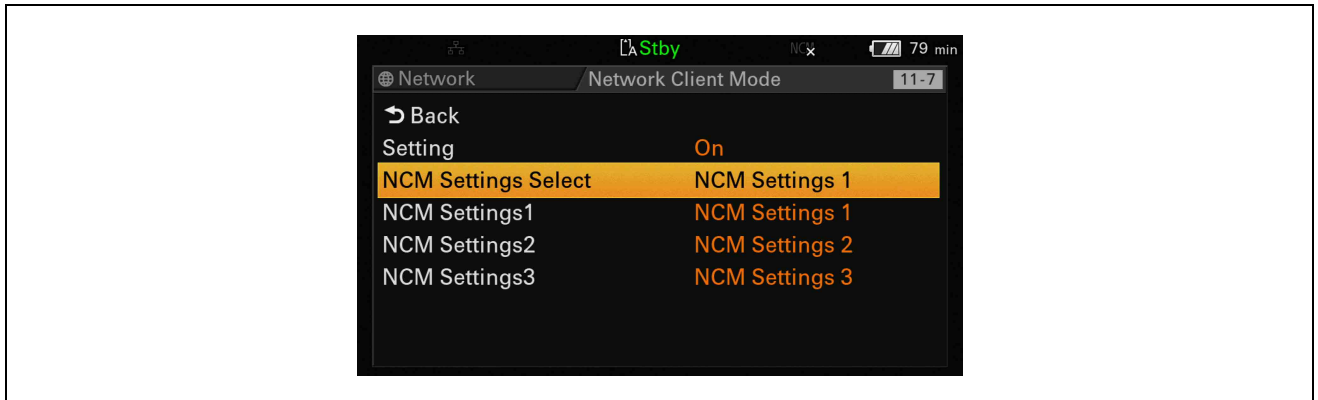 Stby NCM 79 min
Network Network Client Mode 11-7
Back
Setting On
NCM Settings Select NCM Settings 1
NCM Settings1 NCM Settings 1
NCM Settings2 NCM Settings 2
NCM Settings3 NCM Settings 3